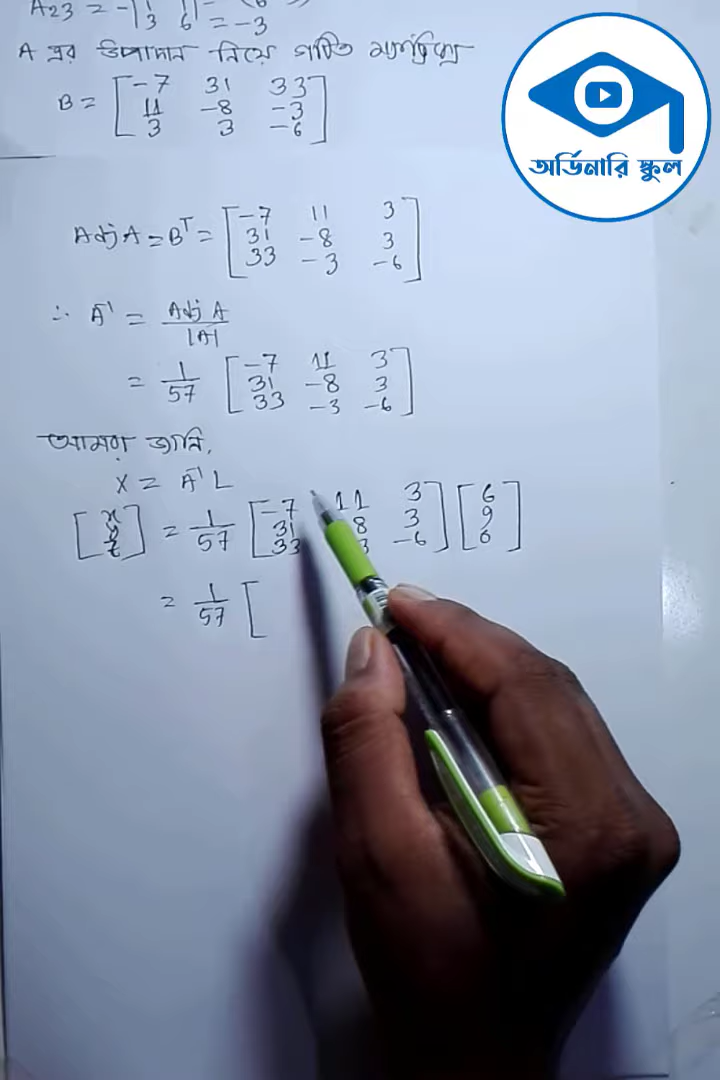 A23 = -| 1 1 | = -(6
3 6 = -3
A এর উপাদান নিয়ে গঠিত ম্যাট্রিক্স
B = [ -7 31 33
11 -8 -3
3 3 -6 ]
অর্ডিনারি স্কুল
Adj A = Bᵀ = [ -7 11 3
31 -8 3
33 -3 -6 ]
∴ A⁻¹ = Adj A / |A|
= 1/57 [ -7 11 3
31 -8 3
33 -3 -6 ]
আমরা জানি,
X = A⁻¹ L
[ x y z ] = 1/57 [ -7 11 3
31 8 3
33 3 -6 ] [ 6 9 6 ]
= 1/57 [